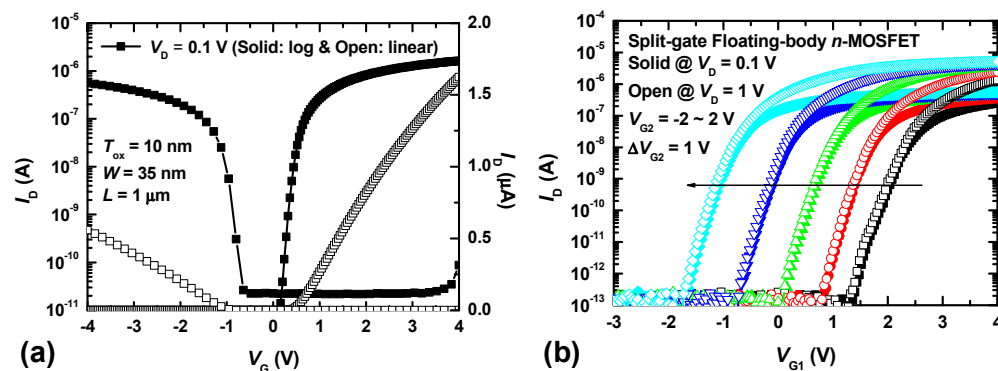 10⁻⁵
10⁻⁶
10⁻⁷
10⁻⁸
10⁻⁹
10⁻¹⁰
10⁻¹¹
I_D (A)
V_D = 0.1 V (Solid: log & Open: linear)
T_ox = 10 nm
W = 35 nm
L = 1 µm
2.0
1.5
1.0
0.5
0.0
I_D (µA)
-4 -3 -2 -1 0 1 2 3 4
V_G (V)
(a)
10⁻³
10⁻⁴
10⁻⁵
10⁻⁶
10⁻⁷
10⁻⁸
10⁻⁹
10⁻¹⁰
10⁻¹¹
10⁻¹²
10⁻¹³
I_D (A)
Split-gate Floating-body n-MOSFET
Solid @ V_D = 0.1 V
Open @ V_D = 1 V
V_G2 = -2 ~ 2 V
ΔV_G2 = 1 V
-3 -2 -1 0 1 2 3 4
V_G1 (V)
(b)